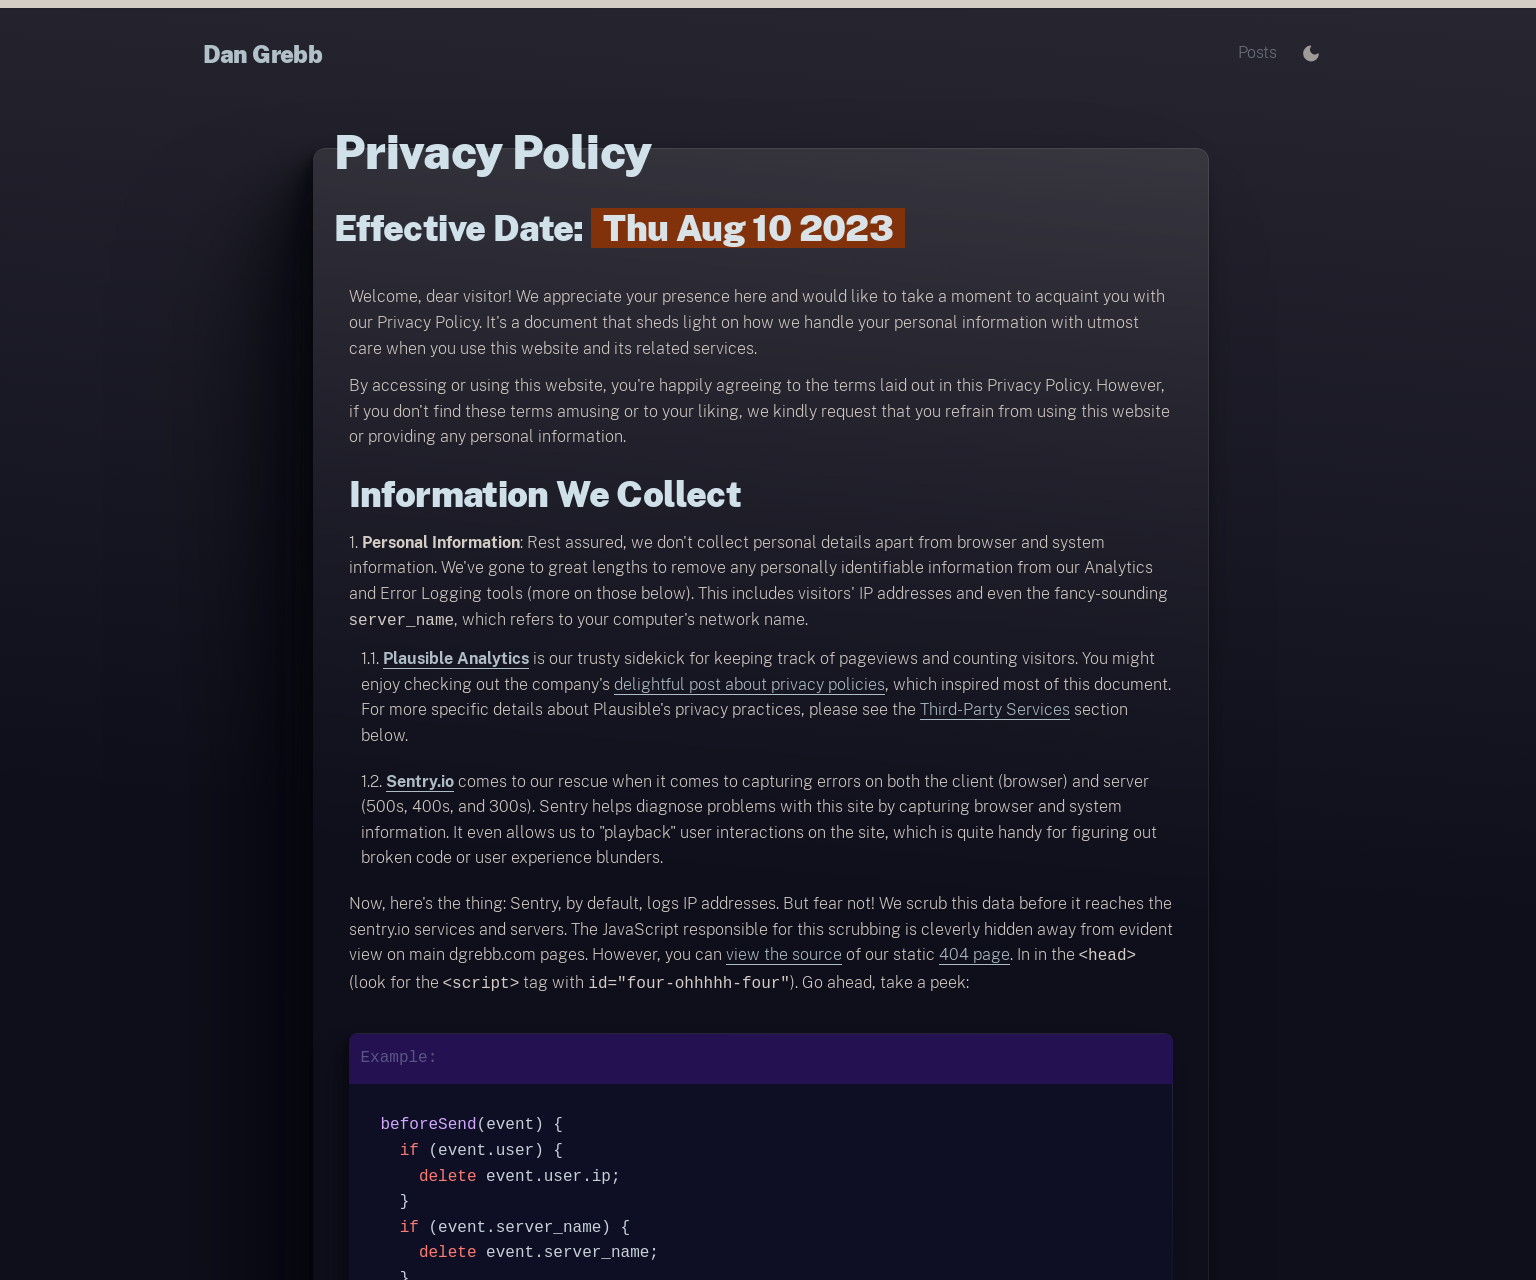 Dan Grebb
Posts
Privacy Policy
Effective Date: Thu Aug 10 2023
Welcome, dear visitor! We appreciate your presence here and would like to take a moment to acquaint you with
our Privacy Policy. It's a document that sheds light on how we handle your personal information with utmost
care when you use this website and its related services.
By accessing or using this website, you're happily agreeing to the terms laid out in this Privacy Policy. However,
if you don't find these terms amusing or to your liking, we kindly request that you refrain from using this website
or providing any personal information.
Information We Collect
1. Personal Information: Rest assured, we don't collect personal details apart from browser and system
information. We've gone to great lengths to remove any personally identifiable information from our Analytics
and Error Logging tools (more on those below). This includes visitors' IP addresses and even the fancy-sounding
server_name, which refers to your computer's network name.
1.1. Plausible Analytics is our trusty sidekick for keeping track of pageviews and counting visitors. You might
enjoy checking out the company's delightful post about privacy policies, which inspired most of this document.
For more specific details about Plausible's privacy practices, please see the Third-Party Services section
below.
1.2. Sentry.io comes to our rescue when it comes to capturing errors on both the client (browser) and server
(500s, 400s, and 300s). Sentry helps diagnose problems with this site by capturing browser and system
information. It even allows us to "playback" user interactions on the site, which is quite handy for figuring out
broken code or user experience blunders.
Now, here's the thing: Sentry, by default, logs IP addresses. But fear not! We scrub this data before it reaches the
sentry.io services and servers. The JavaScript responsible for this scrubbing is cleverly hidden away from evident
view on main dgrebb.com pages. However, you can view the source of our static 404 page. In in the <head>
(look for the <script> tag with id="four-ohhhhh-four"). Go ahead, take a peek:
Example:
beforeSend(event) {
if (event.user) {
delete event.user.ip;
}
if (event.server_name) {
delete event.server_name;
}